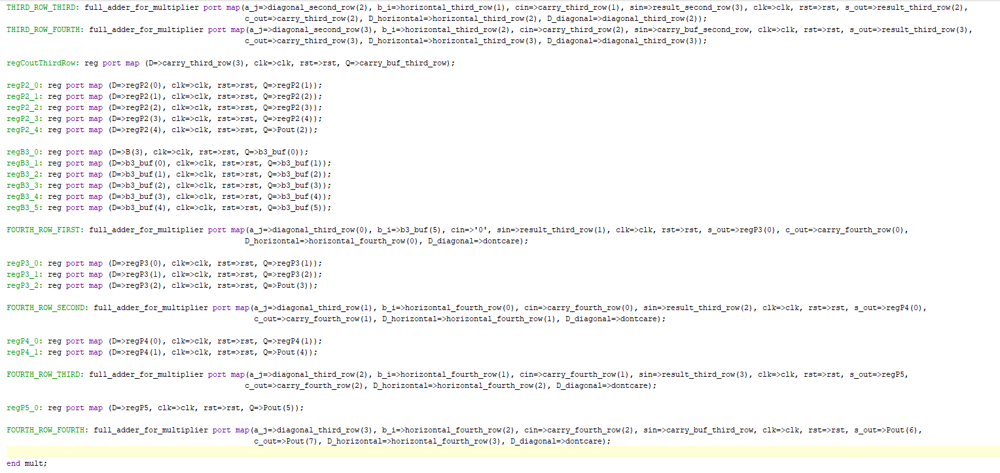 THIRD_ROW_THIRD: full_adder_for_multiplier port map(a_j=>diagonal_second_row(2), b_i=>horizontal_third_row(1), cin=>carry_third_row(1), sin=>result_second_row(3), clk=>clk, rst=>rst, s_out=>result_third_row(2),
c_out=>carry_third_row(2), D_horizontal=>horizontal_third_row(2), D_diagonal=>diagonal_third_row(2));
THIRD_ROW_FOURTH: full_adder_for_multiplier port map(a_j=>diagonal_second_row(3), b_i=>horizontal_third_row(2), cin=>carry_third_row(2), sin=>carry_buf_second_row, clk=>clk, rst=>rst, s_out=>result_third_row(3),
c_out=>carry_third_row(3), D_horizontal=>horizontal_third_row(3), D_diagonal=>diagonal_third_row(3));
regCoutThirdRow: reg port map (D=>carry_third_row(3), clk=>clk, rst=>rst, Q=>carry_buf_third_row);
regP2_0: reg port map (D=>regP2(0), clk=>clk, rst=>rst, Q=>regP2(1));
regP2_1: reg port map (D=>regP2(1), clk=>clk, rst=>rst, Q=>regP2(2));
regP2_2: reg port map (D=>regP2(2), clk=>clk, rst=>rst, Q=>regP2(3));
regP2_3: reg port map (D=>regP2(3), clk=>clk, rst=>rst, Q=>regP2(4));
regP2_4: reg port map (D=>regP2(4), clk=>clk, rst=>rst, Q=>Pout(2));
regB3_0: reg port map (D=>B(3), clk=>clk, rst=>rst, Q=>b3_buf(0));
regB3_1: reg port map (D=>b3_buf(0), clk=>clk, rst=>rst, Q=>b3_buf(1));
regB3_2: reg port map (D=>b3_buf(1), clk=>clk, rst=>rst, Q=>b3_buf(2));
regB3_3: reg port map (D=>b3_buf(2), clk=>clk, rst=>rst, Q=>b3_buf(3));
regB3_4: reg port map (D=>b3_buf(3), clk=>clk, rst=>rst, Q=>b3_buf(4));
regB3_5: reg port map (D=>b3_buf(4), clk=>clk, rst=>rst, Q=>b3_buf(5));
FOURTH_ROW_FIRST: full_adder_for_multiplier port map(a_j=>diagonal_third_row(0), b_i=>b3_buf(5), cin=>'0', sin=>result_third_row(1), clk=>clk, rst=>rst, s_out=>regP3(0), c_out=>carry_fourth_row(0),
D_horizontal=>horizontal_fourth_row(0), D_diagonal=>dontcare);
regP3_0: reg port map (D=>regP3(0), clk=>clk, rst=>rst, Q=>regP3(1));
regP3_1: reg port map (D=>regP3(1), clk=>clk, rst=>rst, Q=>regP3(2));
regP3_2: reg port map (D=>regP3(2), clk=>clk, rst=>rst, Q=>Pout(3));
FOURTH_ROW_SECOND: full_adder_for_multiplier port map(a_j=>diagonal_third_row(1), b_i=>horizontal_fourth_row(0), cin=>carry_fourth_row(0), sin=>result_third_row(2), clk=>clk, rst=>rst, s_out=>regP4(0),
c_out=>carry_fourth_row(1), D_horizontal=>horizontal_fourth_row(1), D_diagonal=>dontcare);
regP4_0: reg port map (D=>regP4(0), clk=>clk, rst=>rst, Q=>regP4(1));
regP4_1: reg port map (D=>regP4(1), clk=>clk, rst=>rst, Q=>Pout(4));
FOURTH_ROW_THIRD: full_adder_for_multiplier port map(a_j=>diagonal_third_row(2), b_i=>horizontal_fourth_row(1), cin=>carry_fourth_row(1), sin=>result_third_row(3), clk=>clk, rst=>rst, s_out=>regP5,
c_out=>carry_fourth_row(2), D_horizontal=>horizontal_fourth_row(2), D_diagonal=>dontcare);
regP5_0: reg port map (D=>regP5, clk=>clk, rst=>rst, Q=>Pout(5));
FOURTH_ROW_FOURTH: full_adder_for_multiplier port map(a_j=>diagonal_third_row(3), b_i=>horizontal_fourth_row(2), cin=>carry_fourth_row(2), sin=>carry_buf_third_row, clk=>clk, rst=>rst, s_out=>Pout(6),
c_out=>Pout(7), D_horizontal=>horizontal_fourth_row(3), D_diagonal=>dontcare);
end mult;